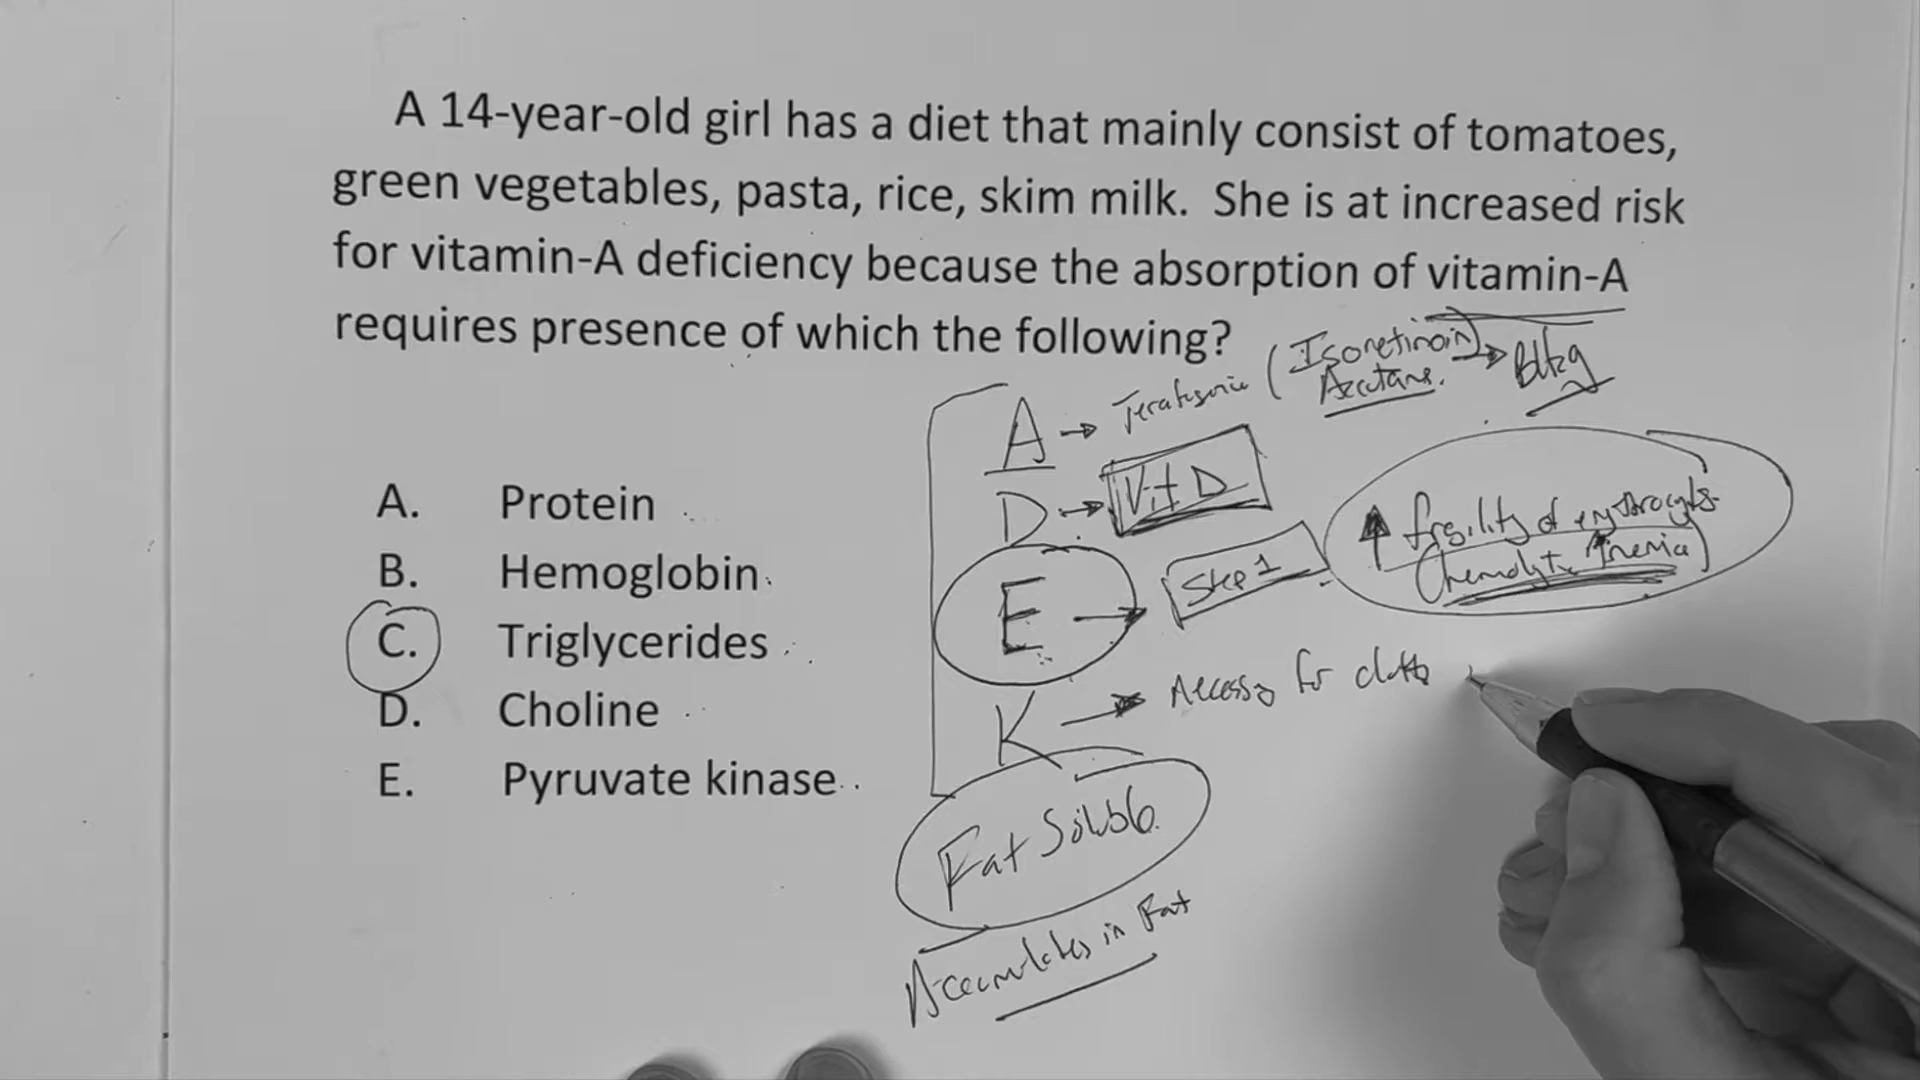 A 14-year-old girl has a diet that mainly consist of tomatoes,
green vegetables, pasta, rice, skim milk. She is at increased risk
for vitamin-A deficiency because the absorption of vitamin-A
requires presence of which the following?
A. Protein
B. Hemoglobin
C. Triglycerides
D. Choline
E. Pyruvate kinase
A → Teratogenic (Isoretinoin) →
Accutane.
D → Vit D
E → Step 1
↑ fragility of erythrocytes
(hemolytic Anemia)
K → for
Fat Soluble
Accumulates in Fat